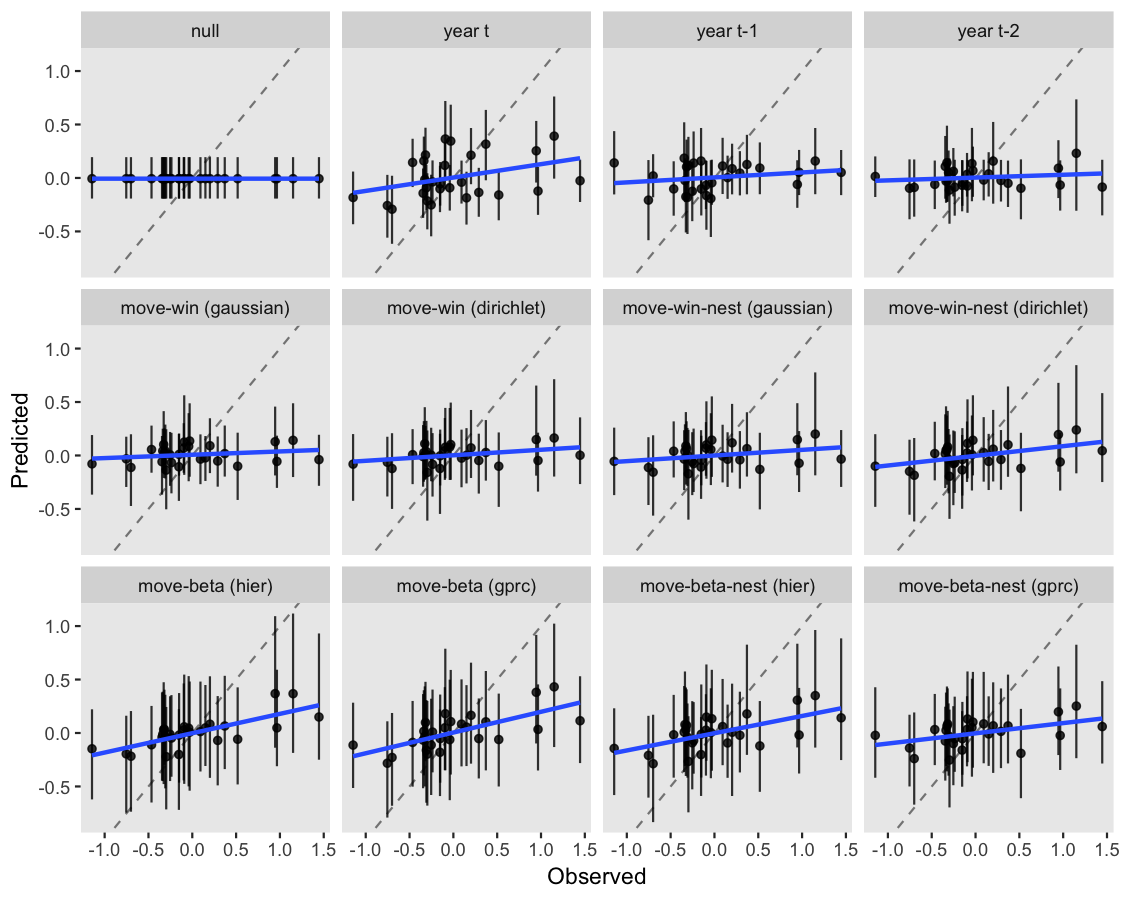 null year t year t-1 year t-2
1.0
0.5
0.0
-0.5
move-win (gaussian) move-win (dirichlet) move-win-nest (gaussian) move-win-nest (dirichlet)
1.0
0.5
0.0
-0.5
Predicted
move-beta (hier) move-beta (gprc) move-beta-nest (hier) move-beta-nest (gprc)
1.0
0.5
0.0
-0.5
-1.0 -0.5 0.0 0.5 1.0 1.5 -1.0 -0.5 0.0 0.5 1.0 1.5 -1.0 -0.5 0.0 0.5 1.0 1.5 -1.0 -0.5 0.0 0.5 1.0 1.5
Observed